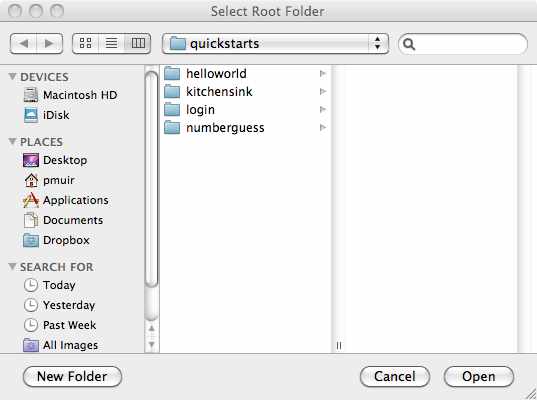 Select Root Folder
quickstarts
DEVICES
Macintosh HD
iDisk
PLACES
Desktop
pmuir
Applications
Documents
Dropbox
SEARCH FOR
Today
Yesterday
Past Week
All Images
helloworld
kitchensink
login
numberguess
New Folder
Cancel
Open